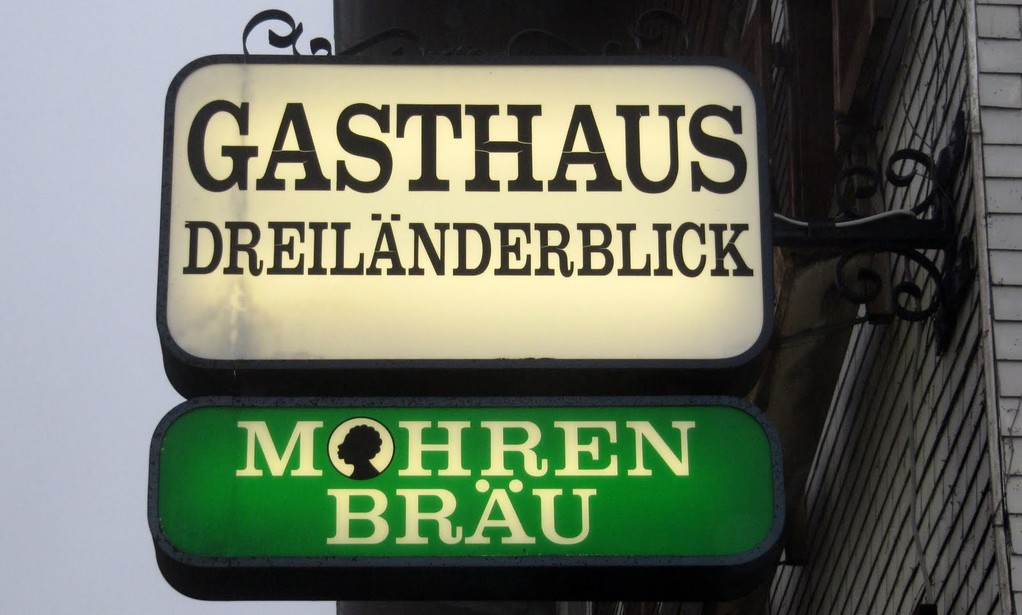 GASTHAUS
DREILÄNDERBLICK
MOHREN
BRÄU